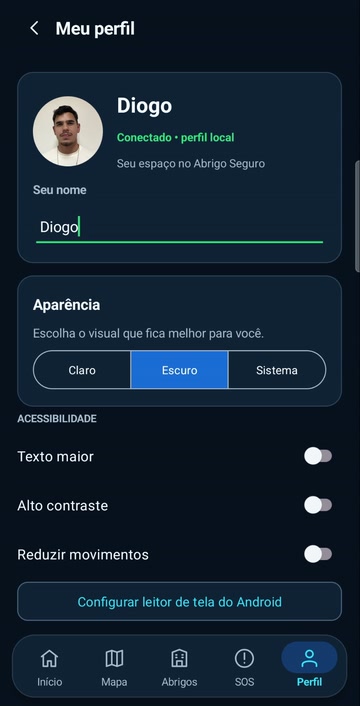 Meu perfil
Diogo
Conectado • perfil local
Seu espaço no Abrigo Seguro
Seu nome
Diogo
Aparência
Escolha o visual que fica melhor para você.
Claro
Escuro
Sistema
ACESSIBILIDADE
Texto maior
Alto contraste
Reduzir movimentos
Configurar leitor de tela do Android
Início
Mapa
Abrigos
SOS
Perfil